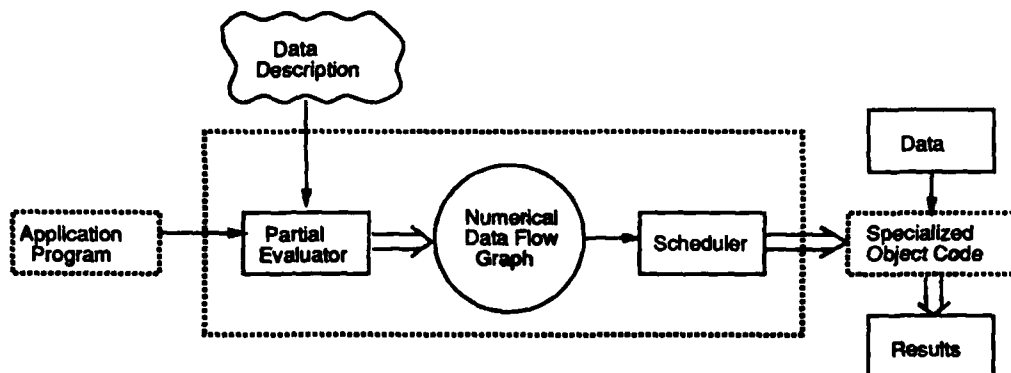 Data
Description
Data
Application
Program
Partial
Evaluator
Numerical
Data Flow
Graph
Scheduler
Specialized
Object Code
Results